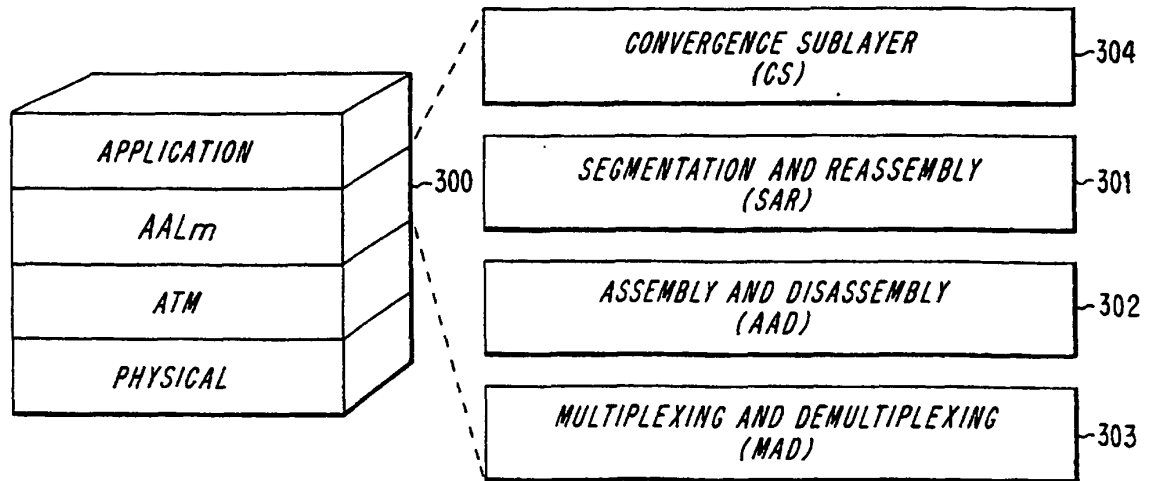 APPLICATION
AALm
ATM
PHYSICAL
300
CONVERGENCE SUBLAYER
(CS)
304
SEGMENTATION AND REASSEMBLY
(SAR)
301
ASSEMBLY AND DISASSEMBLY
(AAD)
302
MULTIPLEXING AND DEMULTIPLEXING
(MAD)
303